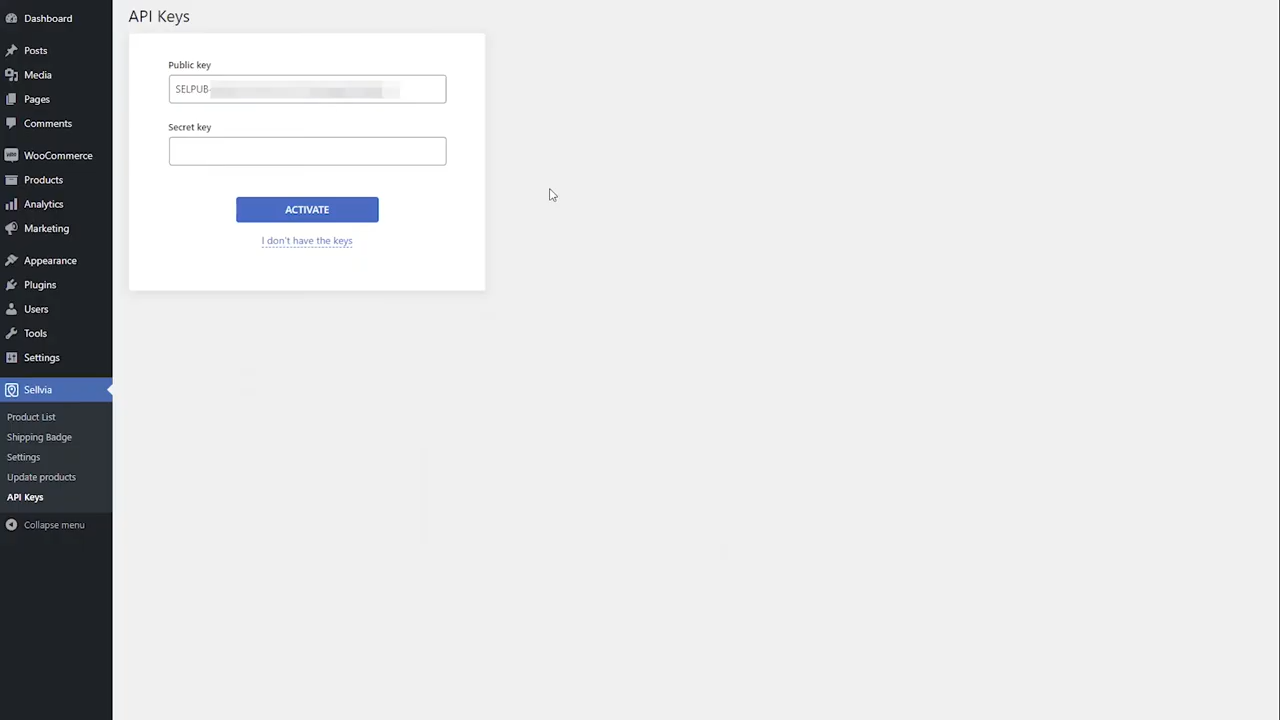 Dashboard
Posts
Media
Pages
Comments
WooCommerce
Products
Analytics
Marketing
Appearance
Plugins
Users
Tools
Settings
Sellvia
Product List
Shipping Badge
Settings
Update products
API Keys
Collapse menu
API Keys
Public key
SELPUB-
Secret key
ACTIVATE
I don't have the keys